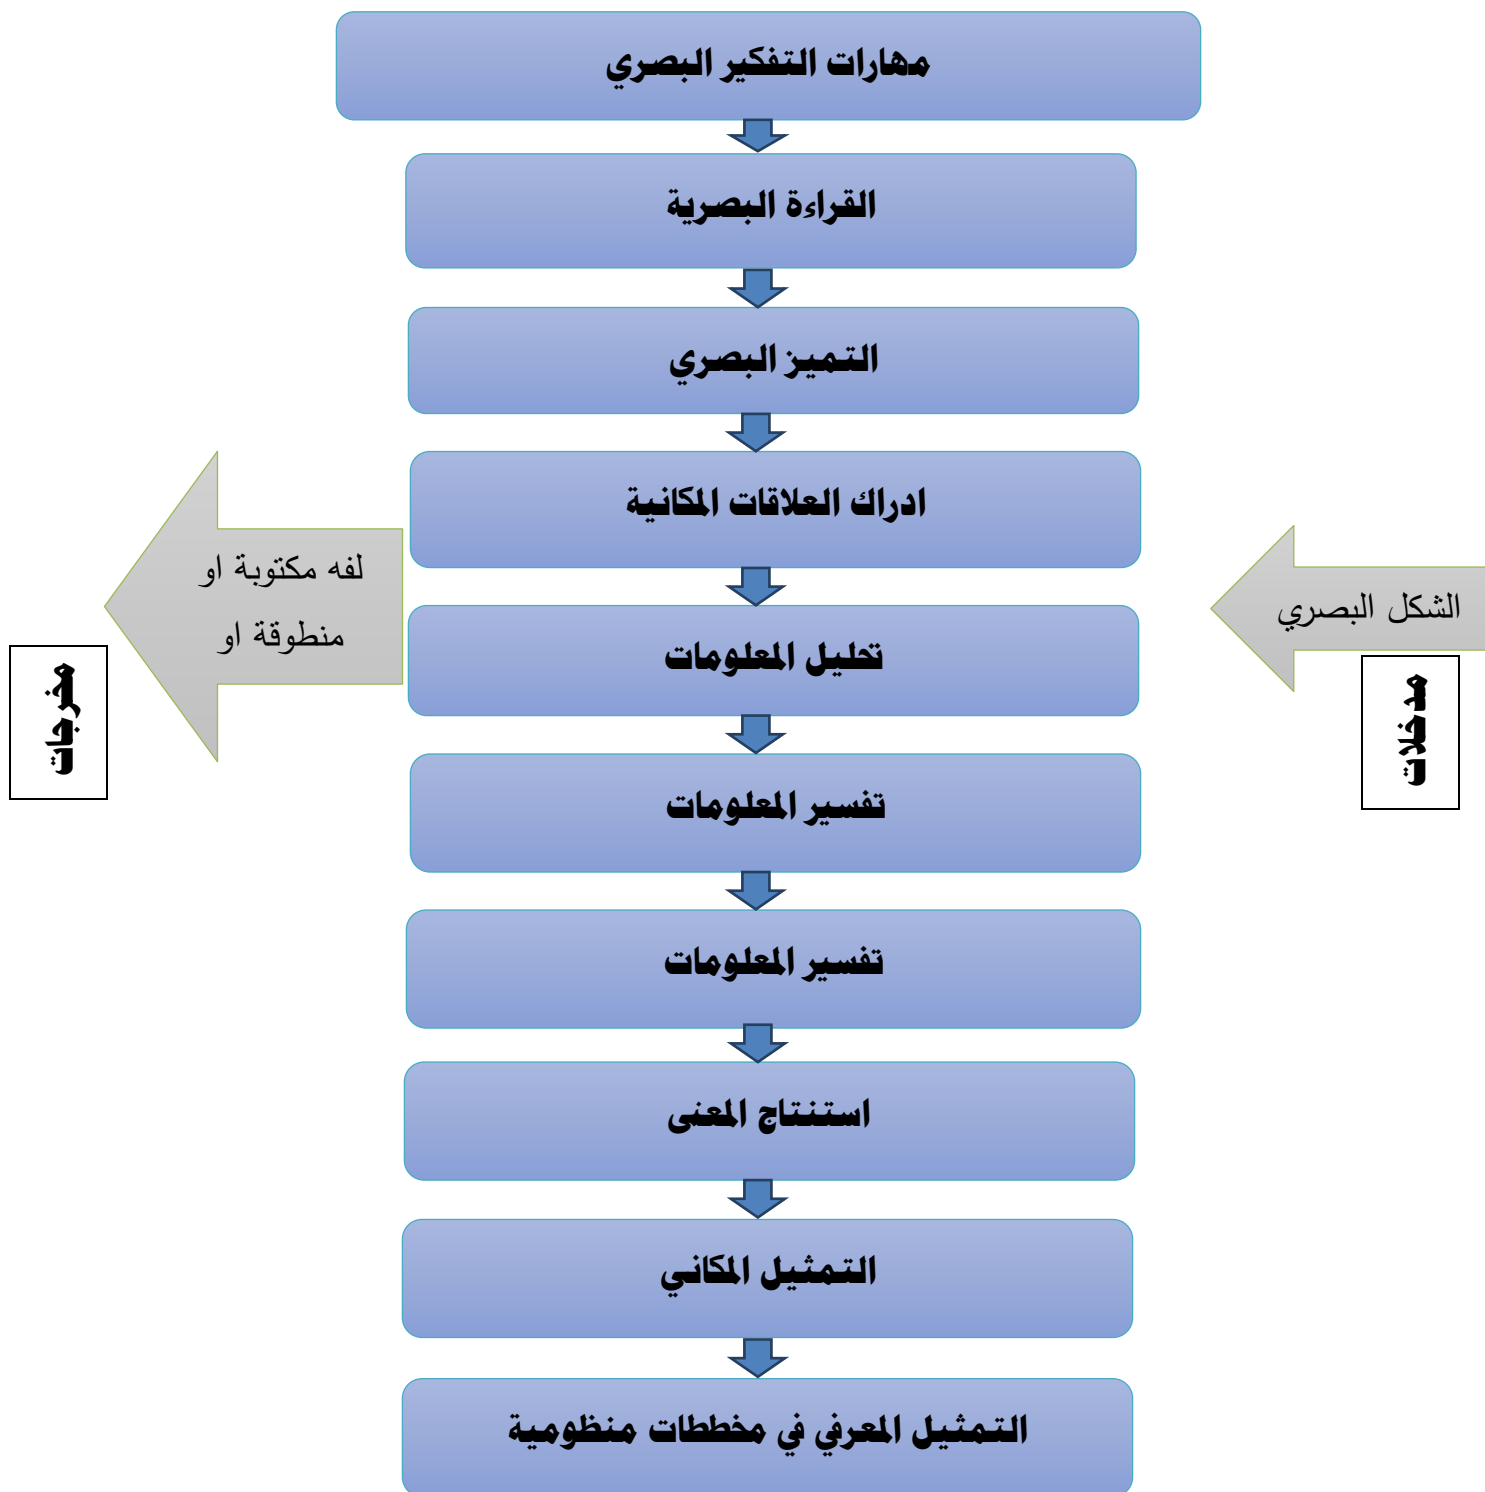 مهارات التفكير البصري
القراءة البصرية
التميز البصري
ادراك العلاقات المكانية
الشكل البصري
مدخلات
لفه مكتوبة او
منطوقة او
مخرجات
تحليل المعلومات
تفسير المعلومات
تفسير المعلومات
استنتاج المعنى
التمثيل المكاني
التمثيل المعرفي في مخططات منظومية